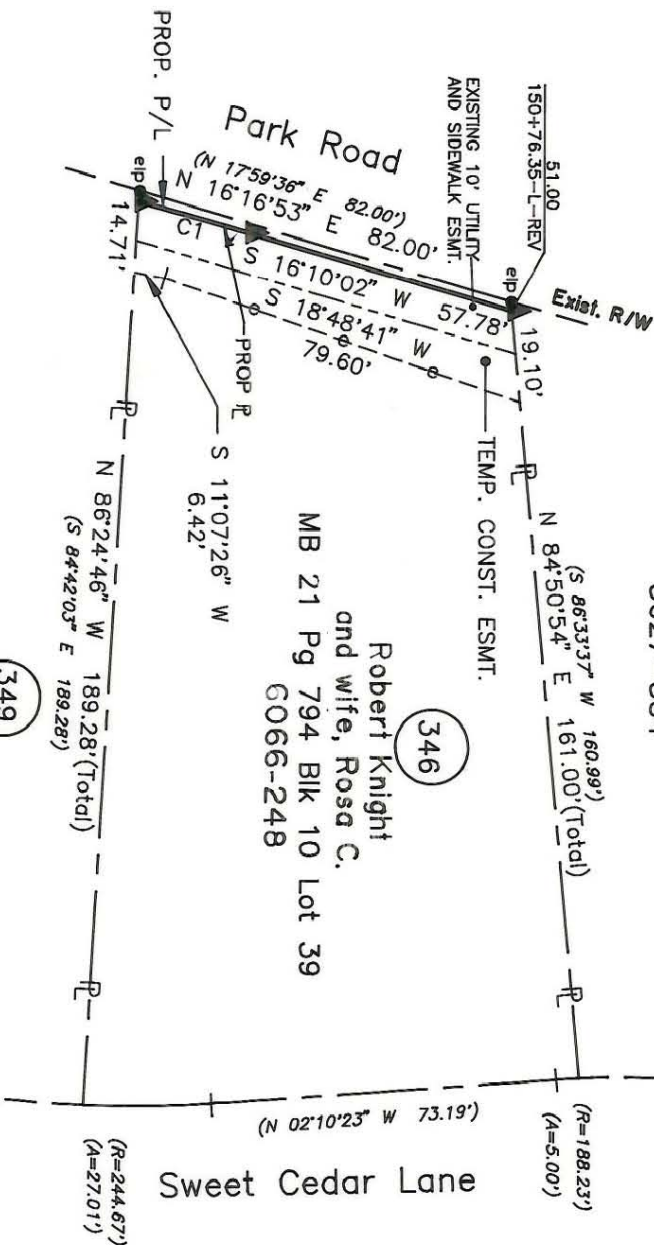 51.00
150+76.35-L-REV
EXISTING 10' UTILITY
AND SIDEWALK ESMT.
PROP. P/L
Park Road
(N 17°59'36" E 82.00')
N 16°16'53" E 82.00'
eip
eip
Exist. R/W
C1
S 16°10'02" W 57.78'
S 18°48'41" W
79.60'
14.71'
19.10'
PROP PL
TEMP. CONST. ESMT.
S 11°07'26" W
6.42'
(S 86°33'37" W 160.99')
N 84°50'54" E 161.00'(Total)
PL
PL
PL
PL
346
Robert Knight
and wife, Rosa C.
MB 21 Pg 794 Blk 10 Lot 39
6066-248
N 86°24'46" W 189.28'(Total)
(S 84°42'03" E 189.28')
349
(N 02°10'23" W 73.19')
(R=188.23')
(A=5.00')
(R=244.67')
(A=27.01')
Sweet Cedar Lane